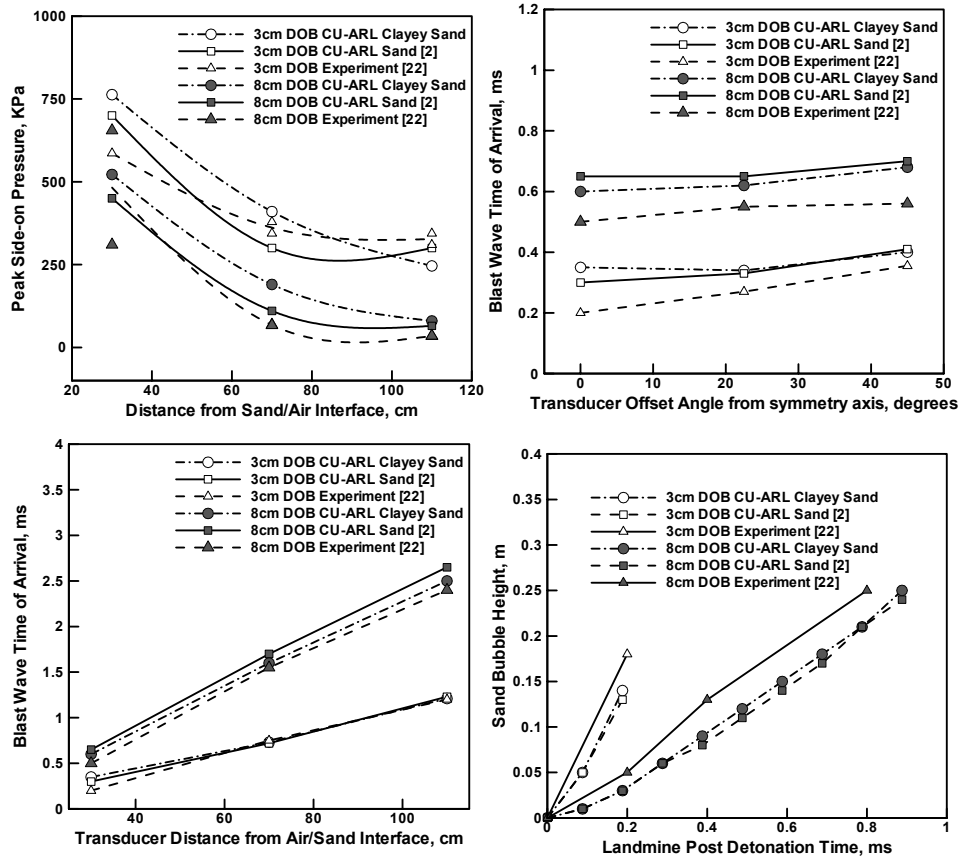 1000
750
500
250
0
20
40
60
80
100
120
Peak Side-on Pressure, KPa
Distance from Sand/Air Interface, cm
3cm DOB CU-ARL Clayey Sand
3cm DOB CU-ARL Sand [2]
3cm DOB Experiment [22]
8cm DOB CU-ARL Clayey Sand
8cm DOB CU-ARL Sand [2]
8cm DOB Experiment [22]
1.2
1
0.8
0.6
0.4
0.2
0
0
10
20
30
40
50
Blast Wave Time of Arrival, ms
Transducer Offset Angle from symmetry axis, degrees
3cm DOB CU-ARL Clayey Sand
3cm DOB CU-ARL Sand [2]
3cm DOB Experiment [22]
8cm DOB CU-ARL Clayey Sand
8cm DOB CU-ARL Sand [2]
8cm DOB Experiment [22]
4
3.5
3
2.5
2
1.5
1
0.5
0
40
60
80
100
Blast Wave Time of Arrival, ms
Transducer Distance from Air/Sand Interface, cm
3cm DOB CU-ARL Clayey Sand
3cm DOB CU-ARL Sand [2]
3cm DOB Experiment [22]
8cm DOB CU-ARL Clayey Sand
8cm DOB CU-ARL Sand [2]
8cm DOB Experiment [22]
0.4
0.35
0.3
0.25
0.2
0.15
0.1
0.05
0
0
0.2
0.4
0.6
0.8
1
Sand Bubble Height, m
Landmine Post Detonation Time, ms
3cm DOB CU-ARL Clayey Sand
3cm DOB CU-ARL Sand [2]
3cm DOB Experiment [22]
8cm DOB CU-ARL Clayey Sand
8cm DOB CU-ARL Sand [2]
8cm DOB Experiment [22]